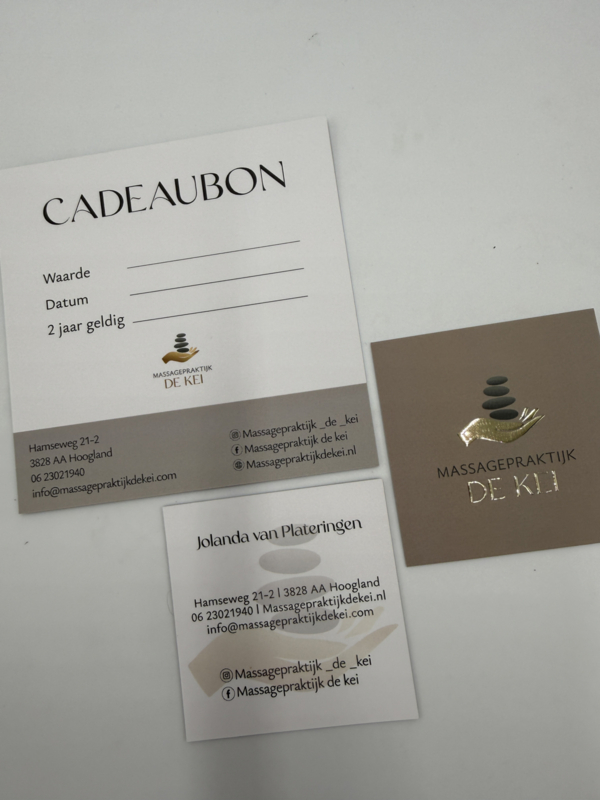 CADEAUBON
Waarde
Datum
2 jaar geldig
MASSAGEPRAKTIJK
DE KEI
Hamseweg 21-2
3828 AA Hoogland
06 23021940
info@massagepraktijkdekei.com
Massagepraktijk _de _kei
Massagepraktijk de kei
Massagepraktijkdekei.nl
MASSAGEPRAKTIJK
DE KEI
Jolanda van Plateringen
Hamseweg 21-2 | 3828 AA Hoogland
06 23021940 | Massagepraktijkdekei.nl
info@massagepraktijkdekei.com
Massagepraktijk _de _kei
Massagepraktijk de kei